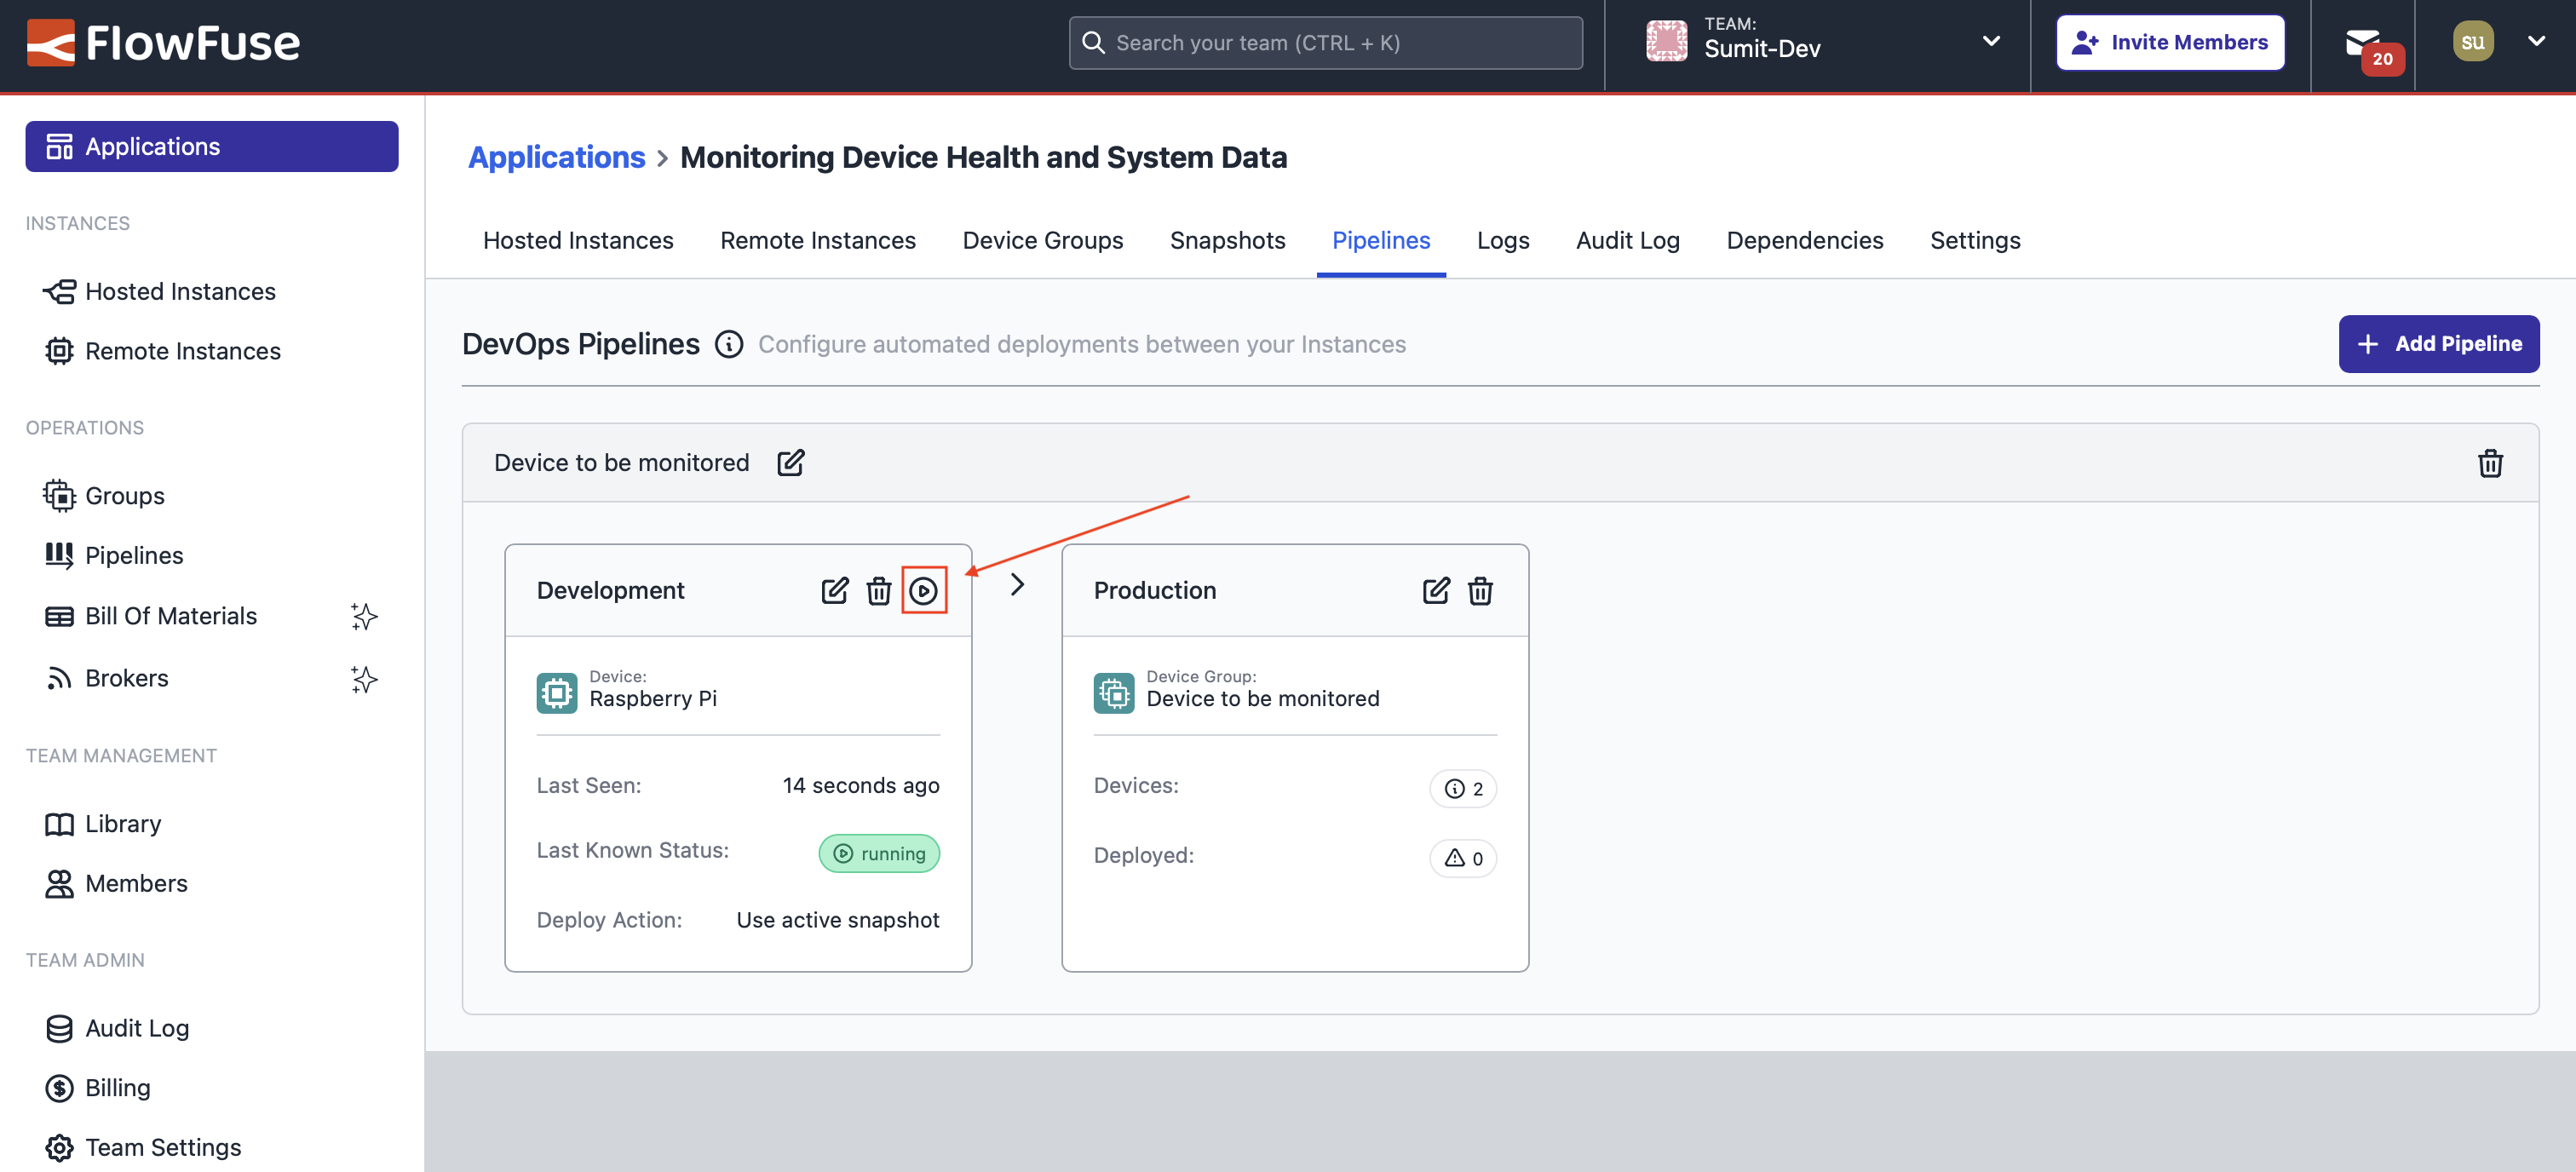 FlowFuse
Search your team (CTRL + K)
TEAM:
Sumit-Dev
Invite Members
20
su
Applications
INSTANCES
Hosted Instances
Remote Instances
OPERATIONS
Groups
Pipelines
Bill Of Materials
Brokers
TEAM MANAGEMENT
Library
Members
TEAM ADMIN
Audit Log
Billing
Team Settings
Applications > Monitoring Device Health and System Data
Hosted Instances Remote Instances Device Groups Snapshots Pipelines Logs Audit Log Dependencies Settings
DevOps Pipelines Configure automated deployments between your Instances
Add Pipeline
Device to be monitored
Development
Device:
Raspberry Pi
Last Seen: 14 seconds ago
Last Known Status: running
Deploy Action: Use active snapshot
Production
Device Group:
Device to be monitored
Devices: 2
Deployed: 0